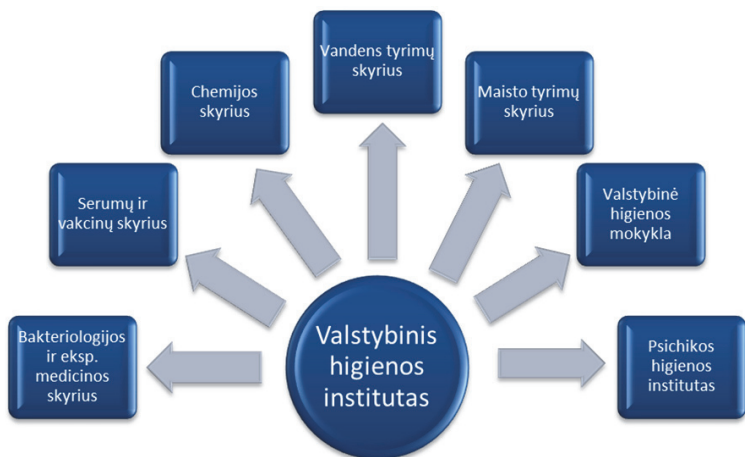 Vandens tyrimų
skyrius
Chemijos
skyrius
Maisto tyrimų
skyrius
Serumų ir
vakcinų skyrius
Valstybinė
higienos
mokykla
Bakteriologijos
ir eksp.
medicinos
skyrius
Valstybinis
higienos
institutas
Psichikos
higienos
institutas